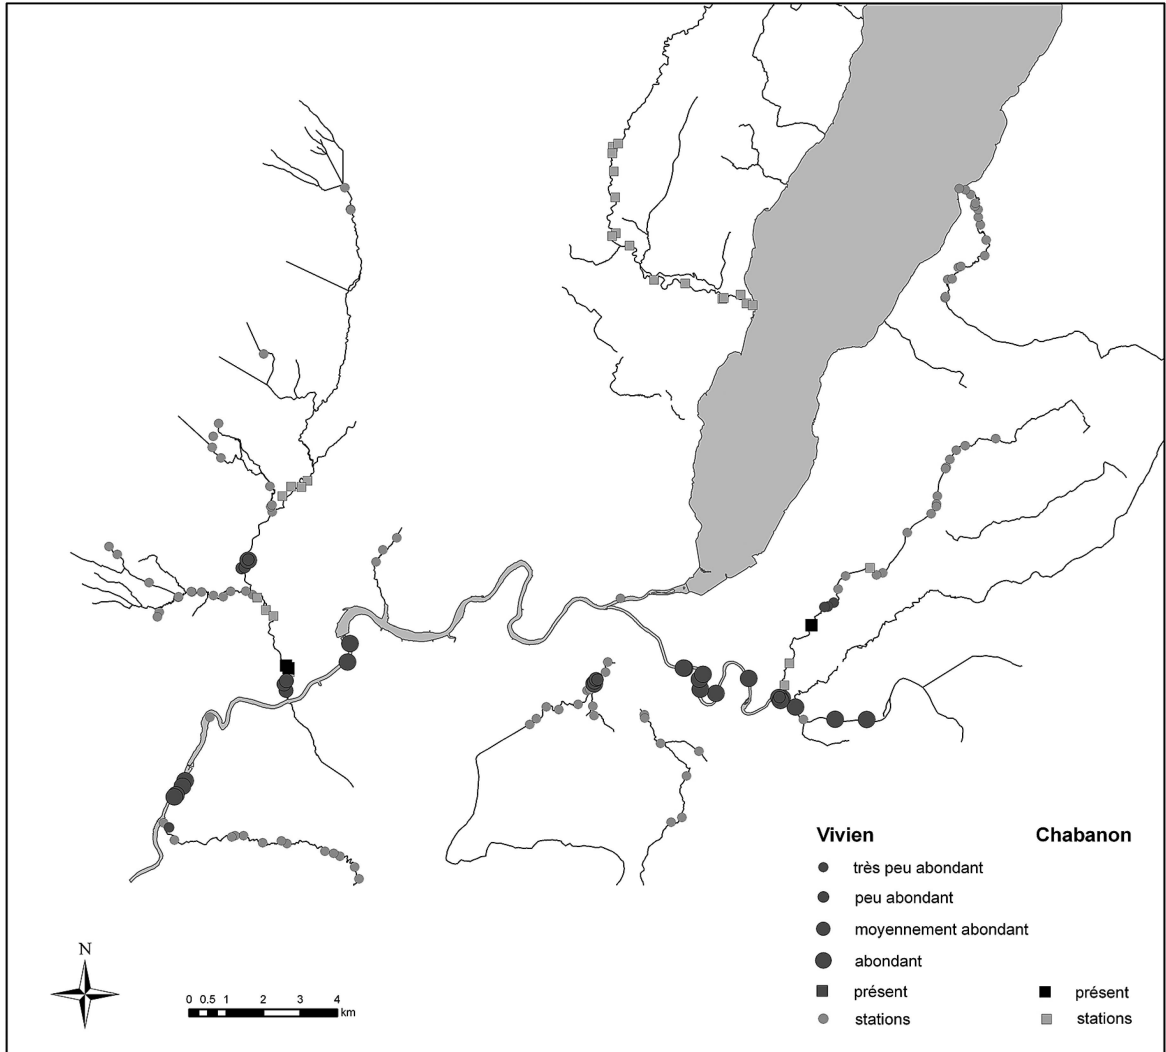 Vivien Chabanon
très peu abondant
peu abondant
moyennement abondant
abondant
présent présent
stations stations
N
0 0.5 1 2 3 4
km